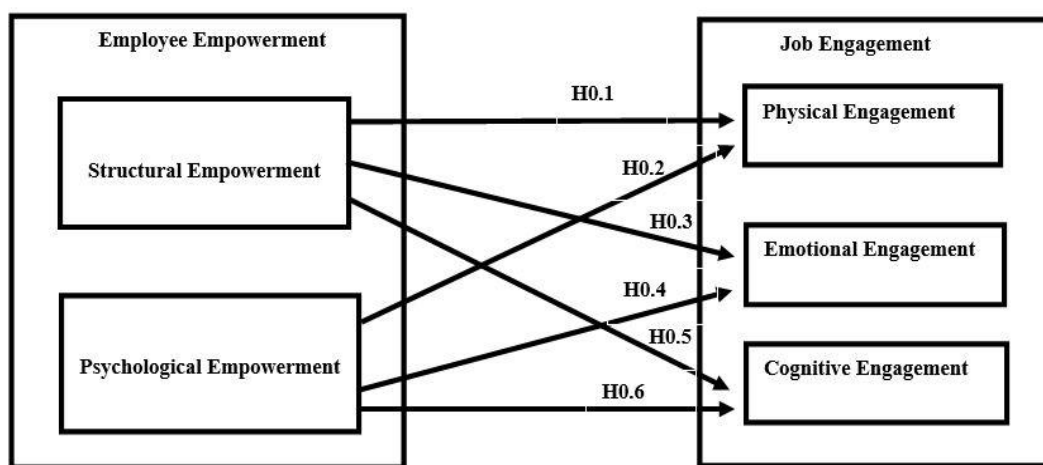 Employee Empowerment
Job Engagement
Structural Empowerment
Psychological Empowerment
H0.1
H0.2
H0.3
H0.4
H0.5
H0.6
Physical Engagement
Emotional Engagement
Cognitive Engagement